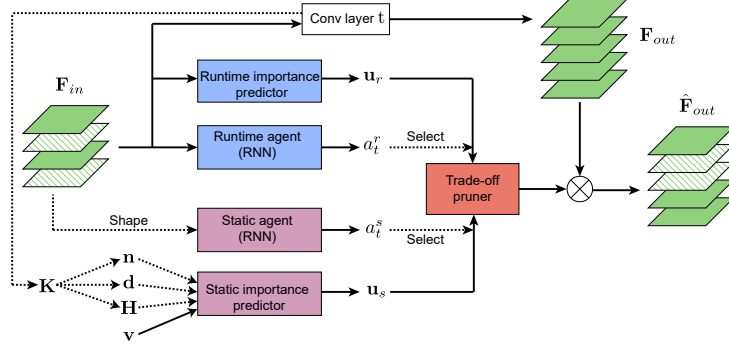 Conv layer t
F_out
F_in
Runtime importance
predictor
u_r
F̂_out
Runtime agent
(RNN)
a_t^r
Select
Trade-off
pruner
Shape
Static agent
(RNN)
a_t^s
Select
n
K
d
H
Static importance
predictor
u_s
v